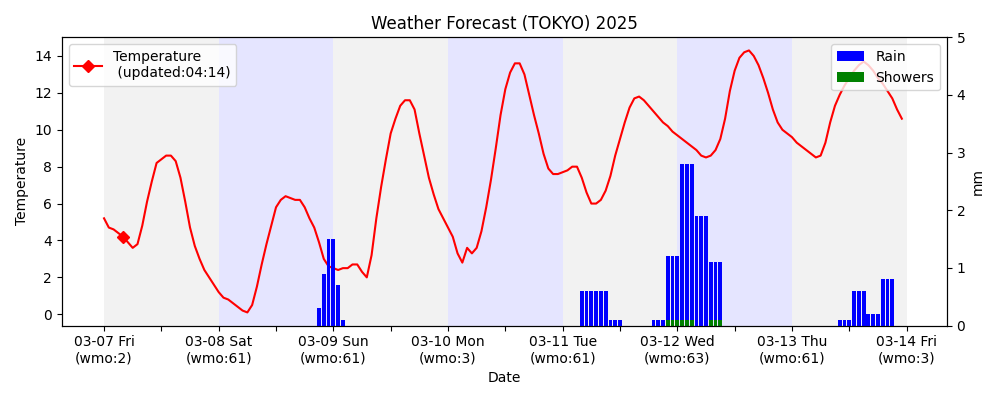 Weather Forecast (TOKYO) 2025
Temperature
(updated:04:14)
Rain
Showers
14
12
10
8
6
4
2
0
Temperature
5
4
3
2
1
0
mm
03-07 Fri
(wmo:2)
03-08 Sat
(wmo:61)
03-09 Sun
(wmo:61)
03-10 Mon
(wmo:3)
03-11 Tue
(wmo:61)
03-12 Wed
(wmo:63)
03-13 Thu
(wmo:61)
03-14 Fri
(wmo:3)
Date